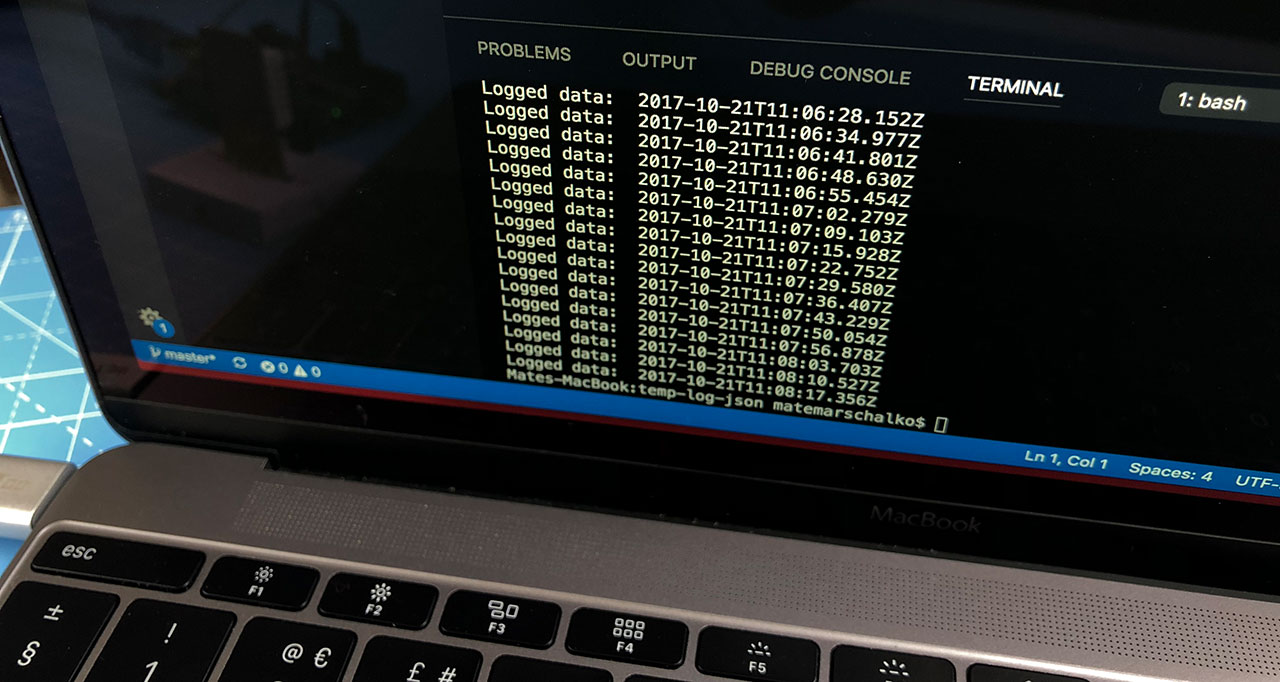 PROBLEMS OUTPUT DEBUG CONSOLE TERMINAL 1: bash
Logged data: 2017-10-21T11:06:28.152Z
Logged data: 2017-10-21T11:06:34.977Z
Logged data: 2017-10-21T11:06:41.801Z
Logged data: 2017-10-21T11:06:48.630Z
Logged data: 2017-10-21T11:06:55.454Z
Logged data: 2017-10-21T11:07:02.279Z
Logged data: 2017-10-21T11:07:09.103Z
Logged data: 2017-10-21T11:07:15.928Z
Logged data: 2017-10-21T11:07:22.752Z
Logged data: 2017-10-21T11:07:29.580Z
Logged data: 2017-10-21T11:07:36.407Z
Logged data: 2017-10-21T11:07:43.229Z
Logged data: 2017-10-21T11:07:50.054Z
Logged data: 2017-10-21T11:07:56.878Z
Logged data: 2017-10-21T11:08:03.703Z
Logged data: 2017-10-21T11:08:10.527Z
Logged data: 2017-10-21T11:08:17.356Z
Mates-MacBook:temp-log-json matemarschalko$
1
master* 0 0 Ln 1, Col 1 Spaces: 4 UTF-
MacBook
esc F1 F2 F3 F4 F5
± ! @ € £ #
§ 1